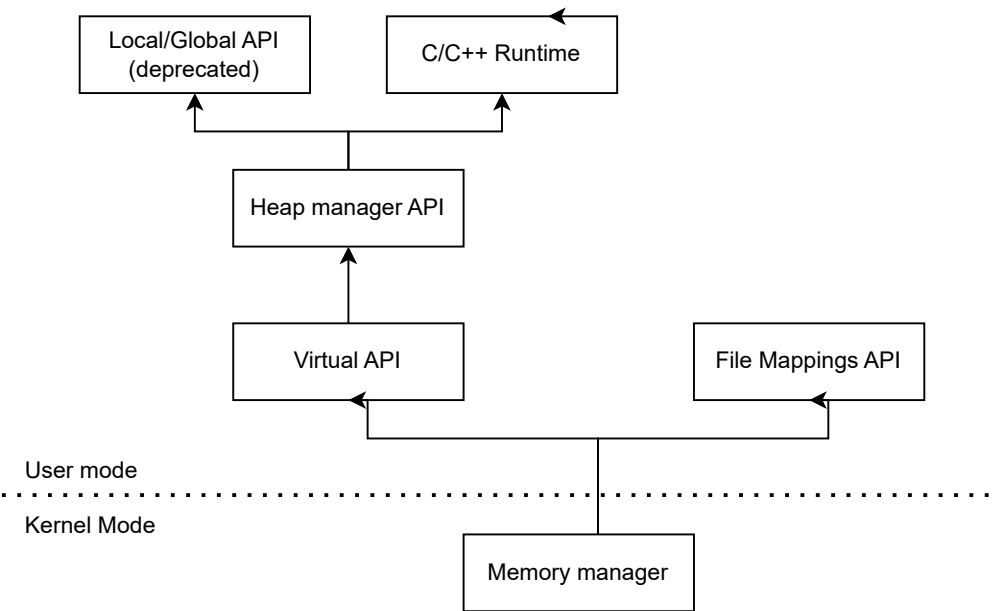 Local/Global API
(deprecated)
C/C++ Runtime
Heap manager API
Virtual API
File Mappings API
User mode
Kernel Mode
Memory manager